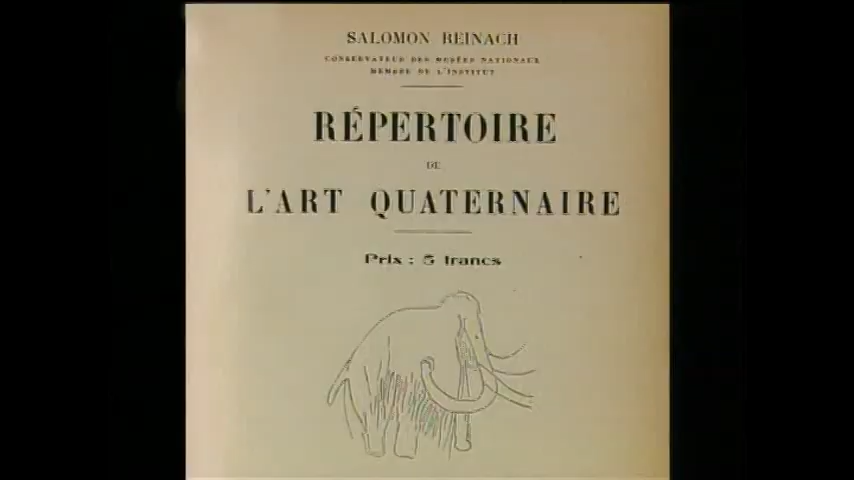 SALOMON REINACH
CONSERVATEUR DES MUSÉES NATIONAUX
MEMBRE DE L'INSTITUT
RÉPERTOIRE
DE
L'ART QUATERNAIRE
Prix : 5 francs